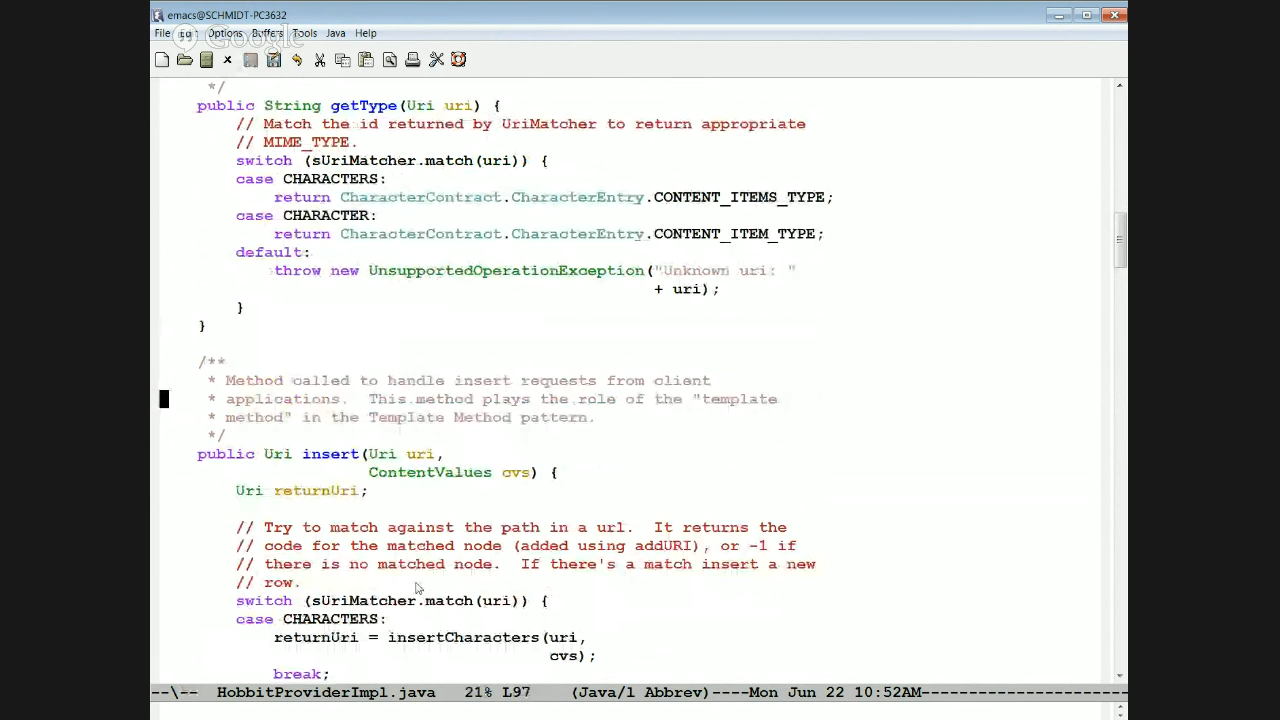 emacs@SCHMIDT-PC3632
File Edit Options Buffers Tools Java Help
Google
*/
public String getType(Uri uri) {
// Match the id returned by UriMatcher to return appropriate
// MIME_TYPE.
switch (sUriMatcher.match(uri)) {
case CHARACTERS:
return CharacterContract.CharacterEntry.CONTENT_ITEMS_TYPE;
case CHARACTER:
return CharacterContract.CharacterEntry.CONTENT_ITEM_TYPE;
default:
throw new UnsupportedOperationException("Unknown uri: "
+ uri);
}
}
/**
* Method called to handle insert requests from client
* applications.  This method plays the role of the "template
* method" in the Template Method pattern.
*/
public Uri insert(Uri uri,
ContentValues cvs) {
Uri returnUri;
// Try to match against the path in a url.  It returns the
// code for the matched node (added using addURI), or -1 if
// there is no matched node.  If there's a match insert a new
// row.
switch (sUriMatcher.match(uri)) {
case CHARACTERS:
returnUri = insertCharacters(uri,
cvs);
break;
--\-- HobbitProviderImpl.java 21% L97 (Java/l Abbrev)----Mon Jun 22 10:52AM----------------------